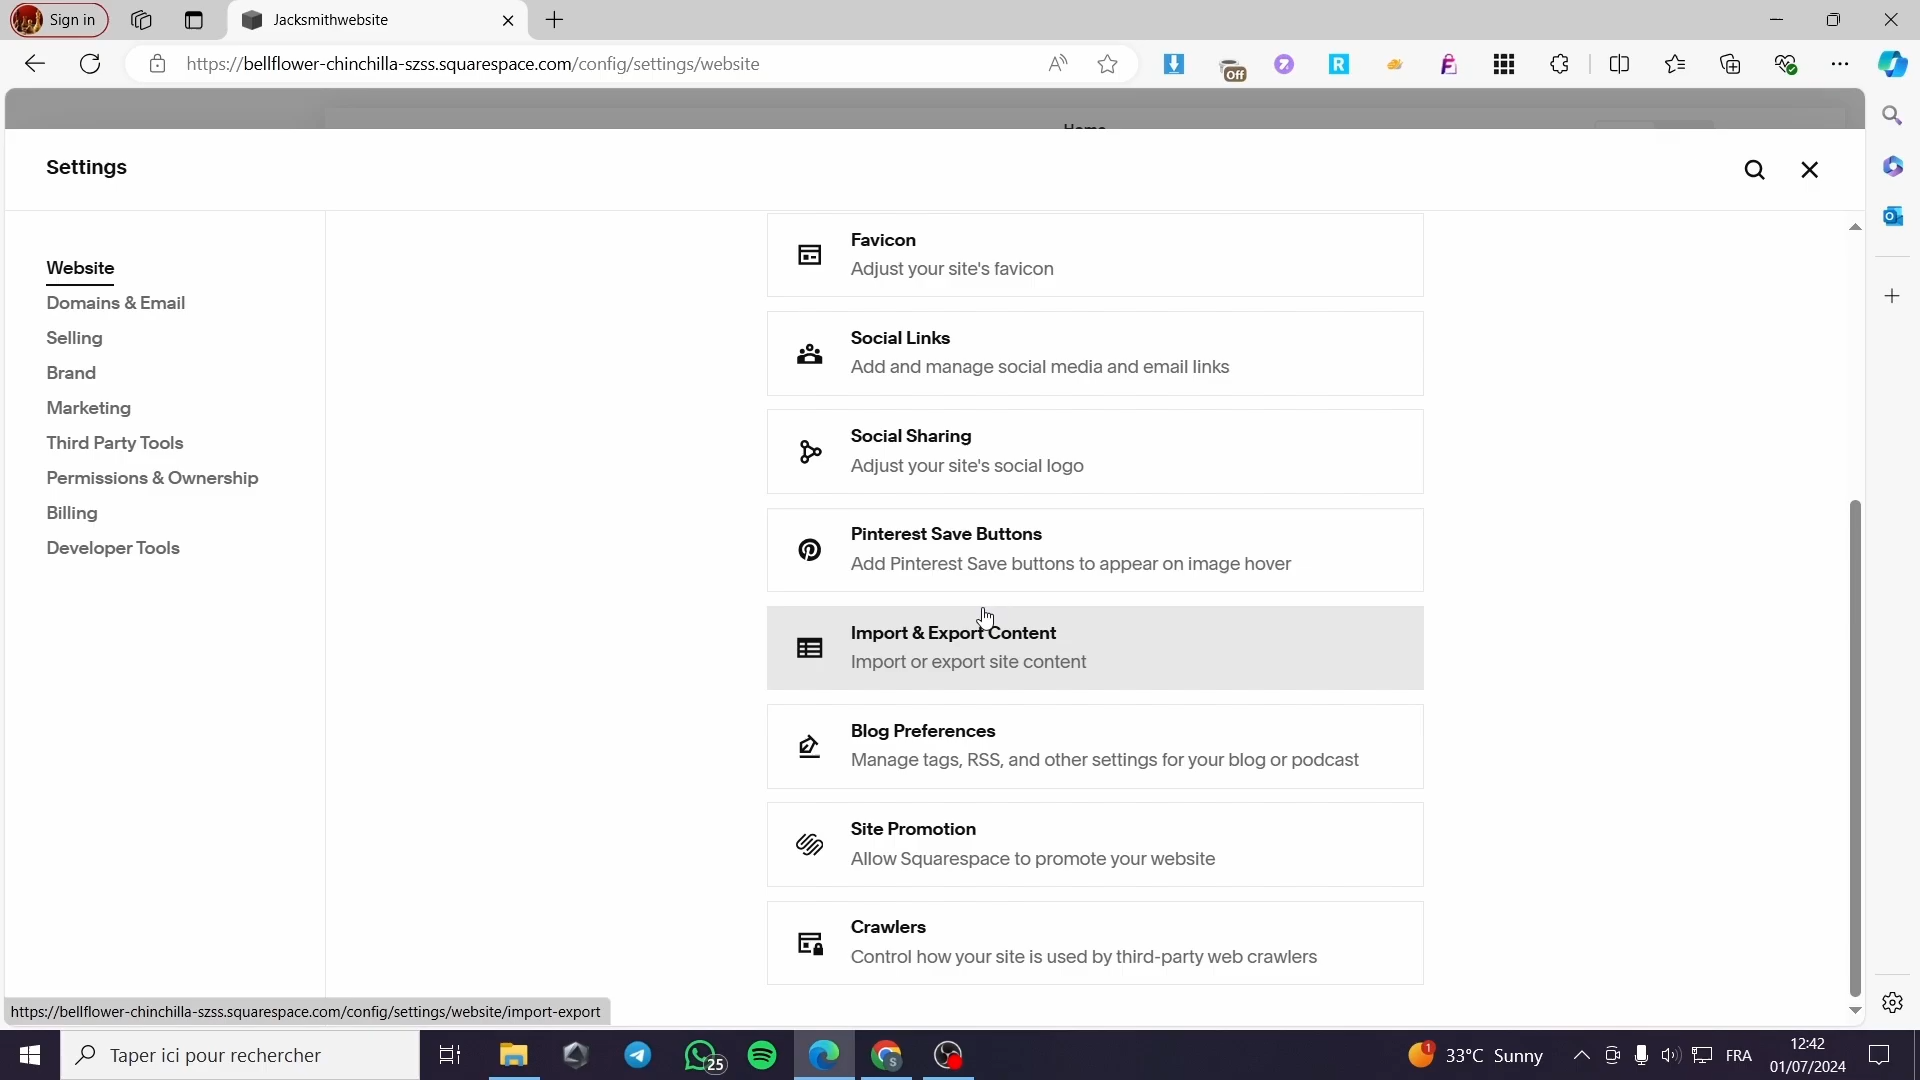 Sign in
Jacksmithwebsite
https://bellflower-chinchilla-szss.squarespace.com/config/settings/website
Off
Settings
Website
Domains & Email
Selling
Brand
Marketing
Third Party Tools
Permissions & Ownership
Billing
Developer Tools
Favicon
Adjust your site's favicon
Social Links
Add and manage social media and email links
Social Sharing
Adjust your site's social logo
Pinterest Save Buttons
Add Pinterest Save buttons to appear on image hover
Import & Export Content
Import or export site content
Blog Preferences
Manage tags, RSS, and other settings for your blog or podcast
Site Promotion
Allow Squarespace to promote your website
Crawlers
Control how your site is used by third-party web crawlers
https://bellflower-chinchilla-szss.squarespace.com/config/settings/website/import-export
Taper ici pour rechercher
25
1
33°C Sunny
FRA
12:42
01/07/2024